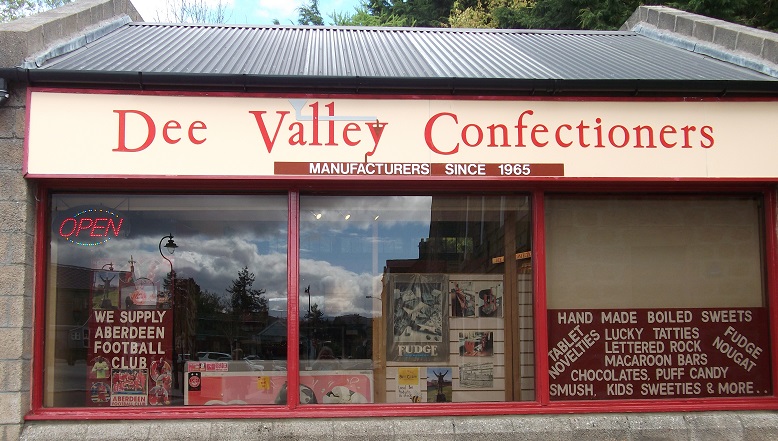 Dee Valley Confectioners
MANUFACTURERS SINCE 1965
OPEN
WE SUPPLY
ABERDEEN
FOOTBALL
CLUB
ABERDEEN
FUDGE
HAND MADE BOILED SWEETS
TABLET
NOVELTIES
LUCKY TATTIES
LETTERED ROCK
MACAROON BARS
FUDGE
NOUGAT
CHOCOLATES, PUFF CANDY
SMUSH, KIDS SWEETIES & MORE..